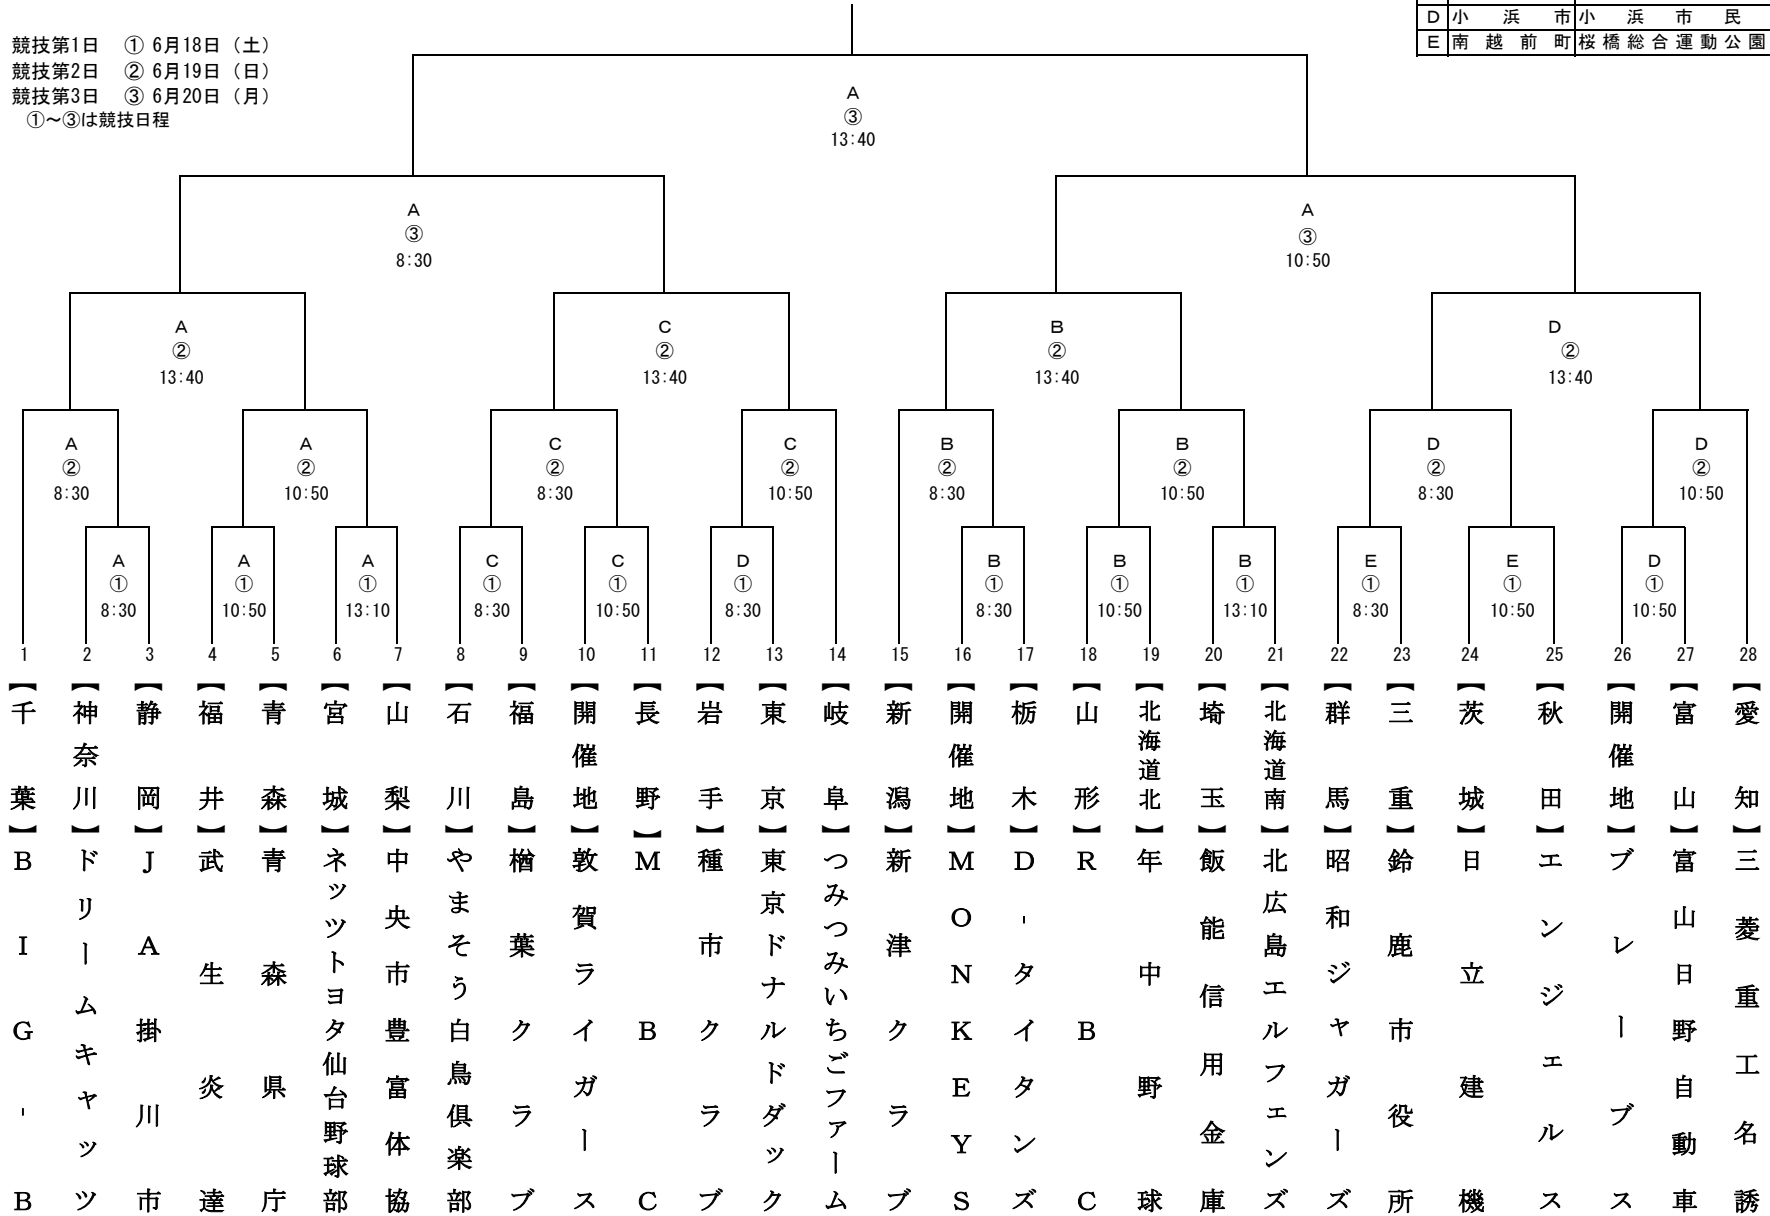 D 小浜市 小浜市民
E 南越前町 桜橋総合運動公園
競技第1日 ① 6月18日（土）
競技第2日 ② 6月19日（日）
競技第3日 ③ 6月20日（月）
①～③は競技日程
A
③
13:40
A
③
8:30
A
③
10:50
A
②
13:40
C
②
13:40
B
②
13:40
D
②
13:40
A
②
8:30
A
②
10:50
C
②
8:30
C
②
10:50
B
②
8:30
B
②
10:50
D
②
8:30
D
②
10:50
A
①
8:30
A
①
10:50
A
①
13:10
C
①
8:30
C
①
10:50
D
①
8:30
B
①
8:30
B
①
10:50
B
①
13:10
E
①
8:30
E
①
10:50
D
①
10:50
1 【千葉】 BIG-B
2 【神奈川】 ドリームキャッツ
3 【静岡】 JA掛川市
4 【福井】 武生炎達
5 【青森】 青森県庁
6 【宮城】 ネッツトヨタ仙台野球部
7 【山梨】 中央市豊富体協
8 【石川】 やまそう白鳥倶楽部
9 【福島】 楢葉クラブ
10 【開催地】 敦賀ライガース
11 【長野】 MBC
12 【岩手】 種市クラブ
13 【東京】 東京ドナルドダック
14 【岐阜】 つみつみいちごファーム
15 【新潟】 新津クラブ
16 【開催地】 MONKEYS
17 【栃木】 D-タイタンズ
18 【山形】 RBC
19 【北海道北】 年中野球
20 【埼玉】 飯能信用金庫
21 【北海道南】 北広島エルフェンズ
22 【群馬】 昭和ジャガーズ
23 【三重】 鈴鹿市役所
24 【茨城】 日立建機
25 【秋田】 エンジェルス
26 【開催地】 ブレーブス
27 【富山】 富山日野自動車
28 【愛知】 三菱重工名誘